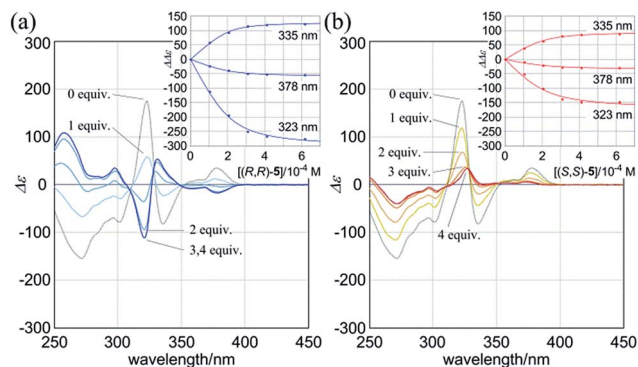 (a)
300
200
100
0
-100
-200
-300
Δε
250 300 350 400 450
wavelength/nm
0 equiv.
1 equiv.
2 equiv.
3,4 equiv.
150
100
50
0
-50
-100
-150
-200
-250
-300
ΔΔε
335 nm
378 nm
323 nm
0 2 4 6
[(R,R)-5]/10⁻⁴ M
(b)
300
200
100
0
-100
-200
-300
Δε
250 300 350 400 450
wavelength/nm
0 equiv.
1 equiv.
2 equiv.
3 equiv.
4 equiv.
150
100
50
0
-50
-100
-150
-200
-250
-300
ΔΔε
335 nm
378 nm
323 nm
0 2 4 6
[(S,S)-5]/10⁻⁴ M